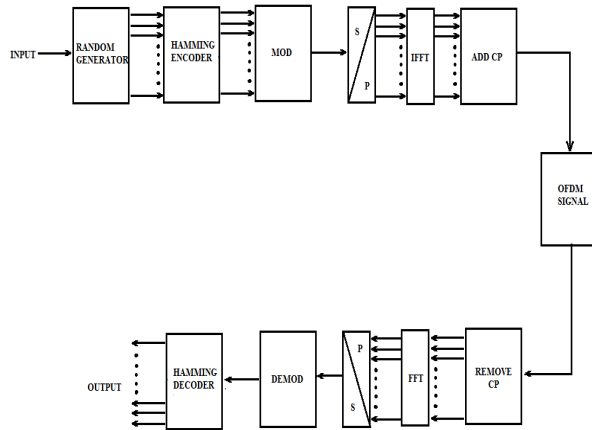 INPUT
RANDOM
GENERATOR
HAMMING
ENCODER
MOD
S
P
IFFT
ADD CP
OFDM
SIGNAL
OUTPUT
HAMMING
DECODER
DEMOD
P
S
FFT
REMOVE
CP